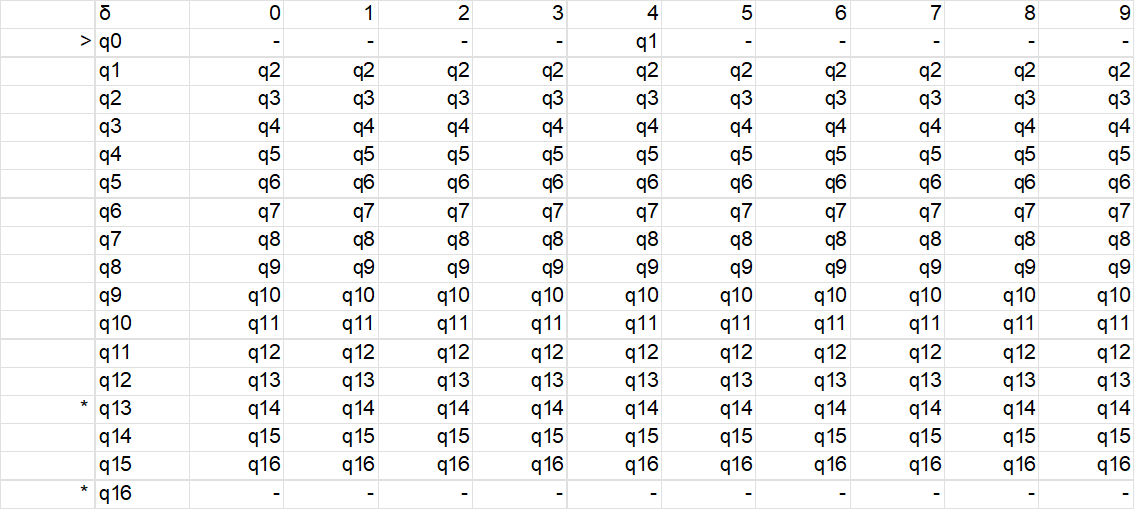 δ 0 1 2 3 4 5 6 7 8 9
> q0 - - - - q1 - - - - -
q1 q2 q2 q2 q2 q2 q2 q2 q2 q2 q2
q2 q3 q3 q3 q3 q3 q3 q3 q3 q3 q3
q3 q4 q4 q4 q4 q4 q4 q4 q4 q4 q4
q4 q5 q5 q5 q5 q5 q5 q5 q5 q5 q5
q5 q6 q6 q6 q6 q6 q6 q6 q6 q6 q6
q6 q7 q7 q7 q7 q7 q7 q7 q7 q7 q7
q7 q8 q8 q8 q8 q8 q8 q8 q8 q8 q8
q8 q9 q9 q9 q9 q9 q9 q9 q9 q9 q9
q9 q10 q10 q10 q10 q10 q10 q10 q10 q10 q10
q10 q11 q11 q11 q11 q11 q11 q11 q11 q11 q11
q11 q12 q12 q12 q12 q12 q12 q12 q12 q12 q12
q12 q13 q13 q13 q13 q13 q13 q13 q13 q13 q13
* q13 q14 q14 q14 q14 q14 q14 q14 q14 q14 q14
q14 q15 q15 q15 q15 q15 q15 q15 q15 q15 q15
q15 q16 q16 q16 q16 q16 q16 q16 q16 q16 q16
* q16 - - - - - - - - - -